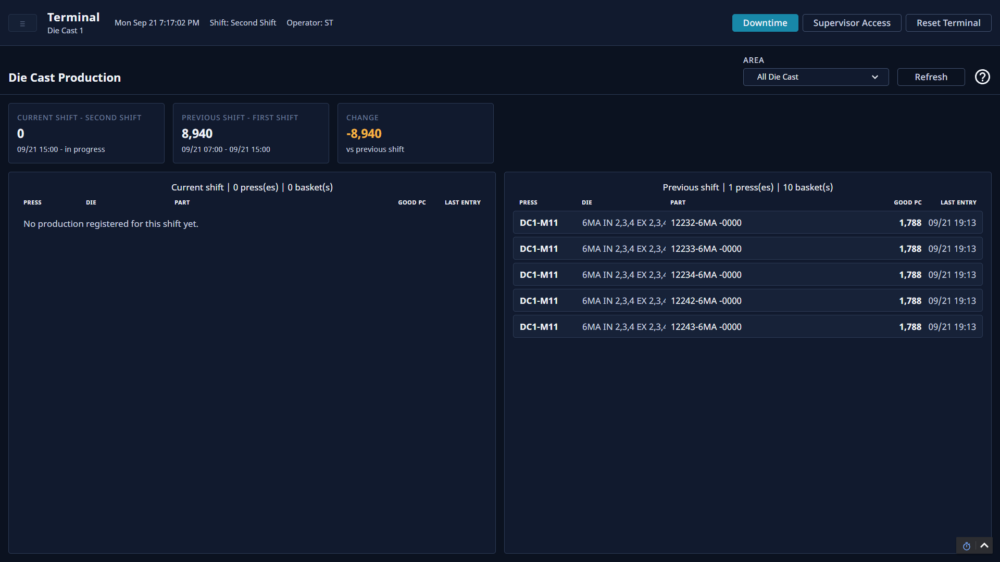 Terminal
Die Cast 1
Mon Sep 21 7:17:02 PM
Shift: Second Shift
Operator: ST
Downtime
Supervisor Access
Reset Terminal
Die Cast Production
AREA
All Die Cast
Refresh
CURRENT SHIFT - SECOND SHIFT
0
09/21 15:00 - in progress
PREVIOUS SHIFT - FIRST SHIFT
8,940
09/21 07:00 - 09/21 15:00
CHANGE
-8,940
vs previous shift
Current shift | 0 press(es) | 0 basket(s)
PRESS DIE PART GOOD PC LAST ENTRY
No production registered for this shift yet.
Previous shift | 1 press(es) | 10 basket(s)
PRESS DIE PART GOOD PC LAST ENTRY
DC1-M11 6MA IN 2,3,4 EX 2,3,4 12232-6MA -0000 1,788 09/21 19:13
DC1-M11 6MA IN 2,3,4 EX 2,3,4 12233-6MA -0000 1,788 09/21 19:13
DC1-M11 6MA IN 2,3,4 EX 2,3,4 12234-6MA -0000 1,788 09/21 19:13
DC1-M11 6MA IN 2,3,4 EX 2,3,4 12242-6MA -0000 1,788 09/21 19:13
DC1-M11 6MA IN 2,3,4 EX 2,3,4 12243-6MA -0000 1,788 09/21 19:13